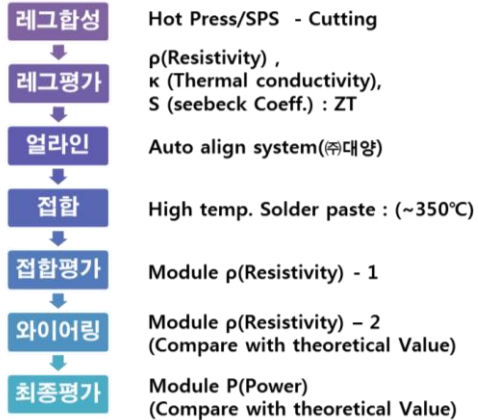 레그합성
Hot Press/SPS - Cutting
레그평가
ρ(Resistivity) ,
κ (Thermal conductivity),
S (seebeck Coeff.) : ZT
얼라인
Auto align system(㈜대양)
접합
High temp. Solder paste : (~350℃)
접합평가
Module ρ(Resistivity) - 1
와이어링
Module ρ(Resistivity) – 2
(Compare with theoretical Value)
최종평가
Module P(Power)
(Compare with theoretical Value)